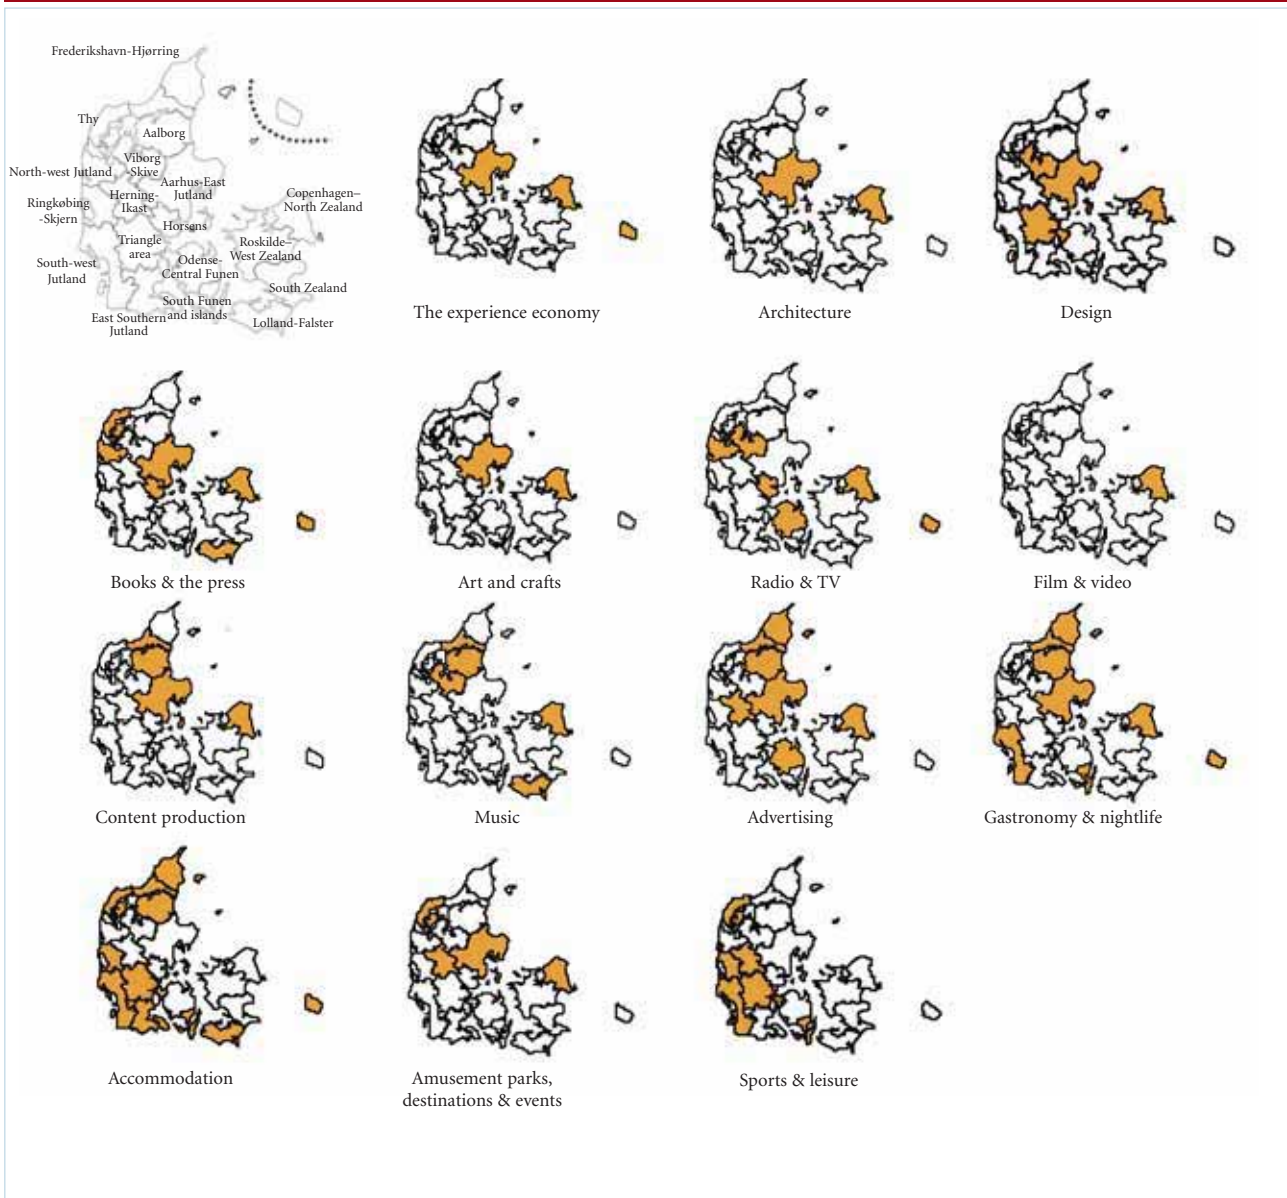 Frederikshavn-Hjørring
Thy
Aalborg
Viborg
-Skive
North-west Jutland
Aarhus-East
Jutland
Herning-
Ikast
Copenhagen–
North Zealand
Ringkøbing
-Skjern
Horsens
Triangle
area
Roskilde–
West Zealand
South-west
Jutland
Odense-
Central Funen
South Zealand
South Funen
and islands
East Southern
Jutland
Lolland-Falster
The experience economy
Architecture
Design
Books & the press
Art and crafts
Radio & TV
Film & video
Content production
Music
Advertising
Gastronomy & nightlife
Accommodation
Amusement parks,
destinations & events
Sports & leisure